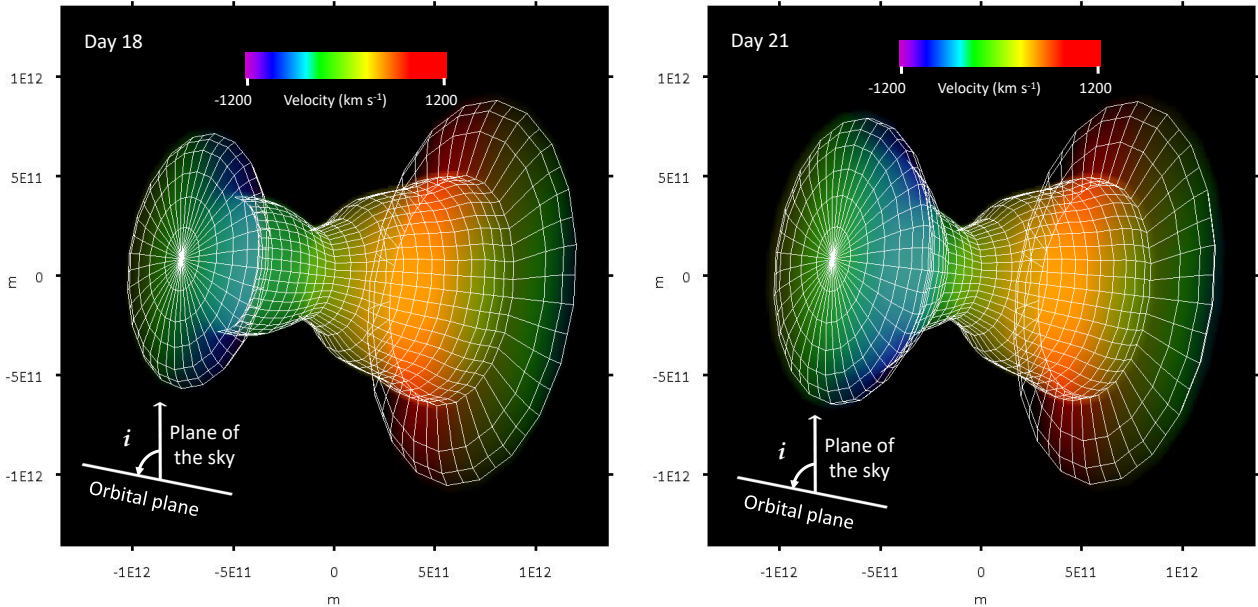 Day 18
-1200 Velocity (km s⁻¹) 1200
1E12
5E11
m 0
-5E11
-1E12
i
Plane of
the sky
Orbital plane
-1E12 -5E11 0 5E11 1E12
m
Day 21
-1200 Velocity (km s⁻¹) 1200
1E12
5E11
m 0
-5E11
-1E12
i
Plane of
the sky
Orbital plane
-1E12 -5E11 0 5E11 1E12
m